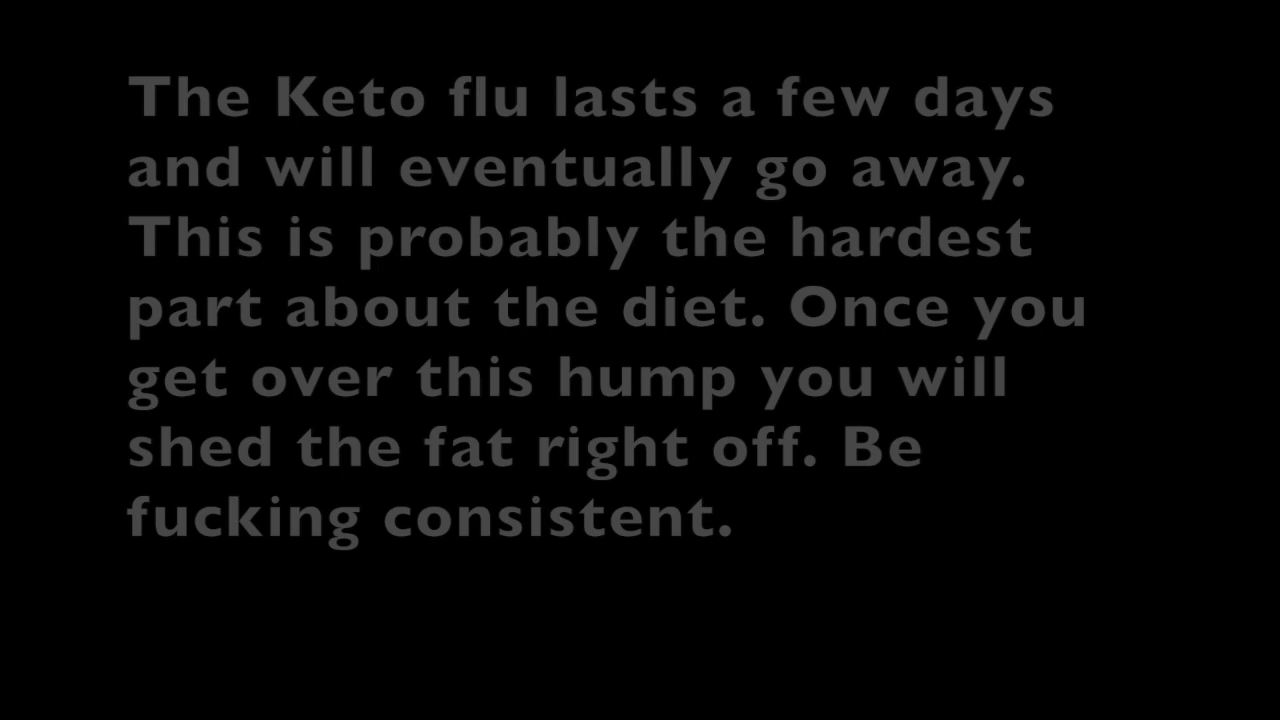 The Keto flu lasts a few days
and will eventually go away.
This is probably the hardest
part about the diet. Once you
get over this hump you will
shed the fat right off. Be
fucking consistent.